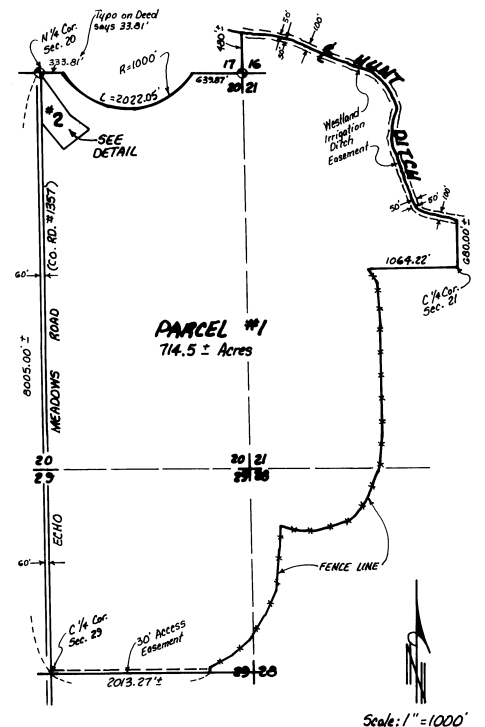 N¼ Cor.
Sec. 20
Typo on Deed
says 33.81'
333.81'
R=1000'
L=2022.05'
639.87'
480'±
17 16
20 21
50'
50'
100'
℄ HUNT
DITCH
Westland
Irrigation
Ditch
Easement
50'
50'
100'
680.00'±
1064.22'
C ¼ Cor.
Sec. 21
#2
SEE
DETAIL
60'
8005.00'±
(CO. RD. #1357)
ROAD
MEADOWS
ECHO
PARCEL #1
714.5 ± Acres
20
29
20 21
29 28
60'
FENCE LINE
C ¼ Cor.
Sec. 29
30' Access
Easement
2013.27'±
29 28
N
Scale: 1" = 1000'